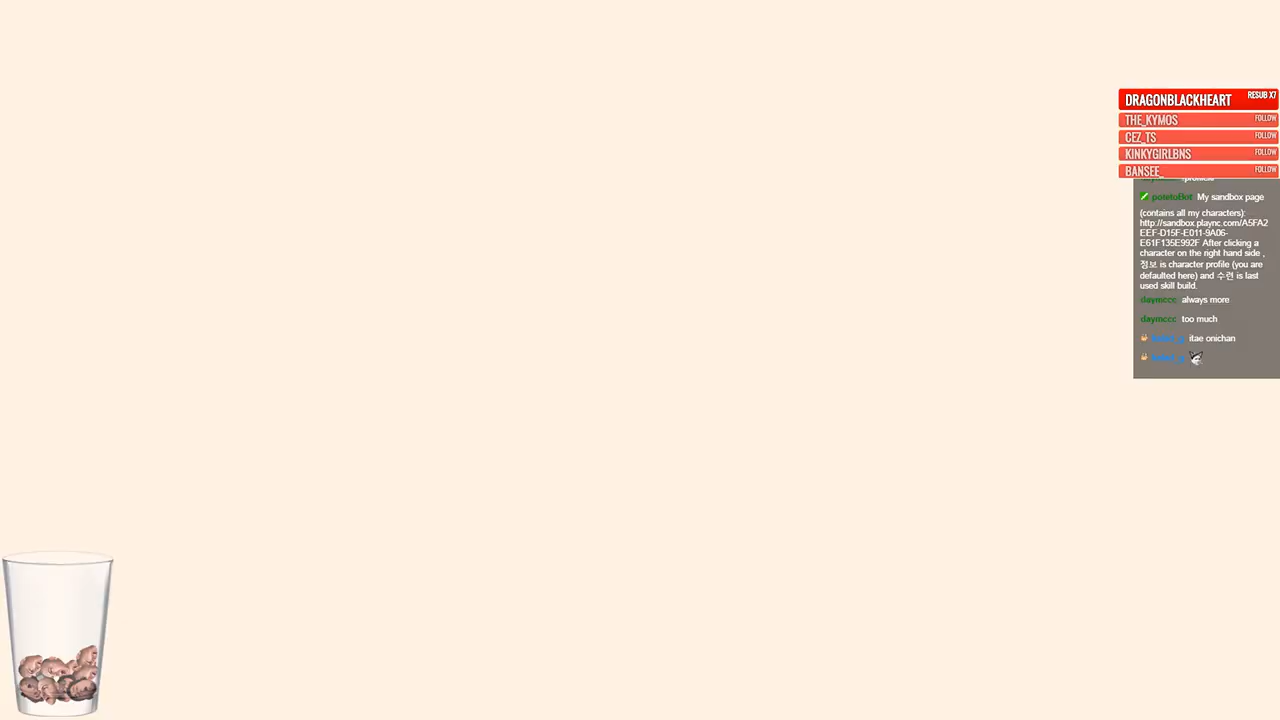 DRAGONBLACKHEART RESUB X7
THE_KYMOS FOLLOW
CEZ_TS FOLLOW
KINKYGIRLBNS FOLLOW
BANSEE_ FOLLOW
potetoBot My sandbox page
(contains all my characters):
http://sandbox.plaync.com/A5FA2
EEF-D15F-E011-9A06-
E61F135E992F After clicking a
character on the right hand side ,
정보 is character profile (you are
defaulted here) and 수련 is last
used skill build.
daymccc always more
daymccc too much
itae onichan